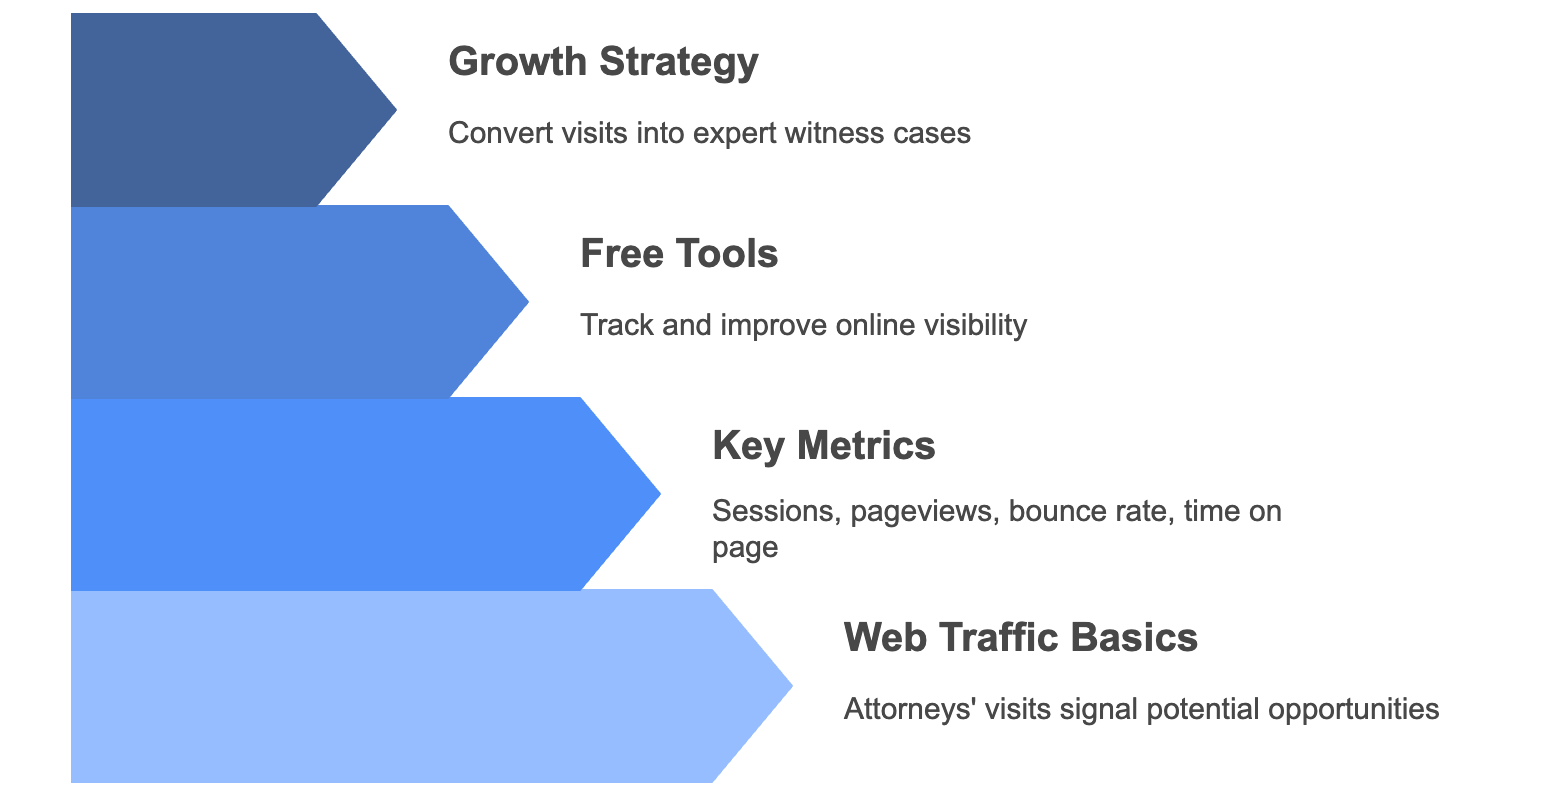 Growth Strategy
Convert visits into expert witness cases
Free Tools
Track and improve online visibility
Key Metrics
Sessions, pageviews, bounce rate, time on
page
Web Traffic Basics
Attorneys' visits signal potential opportunities